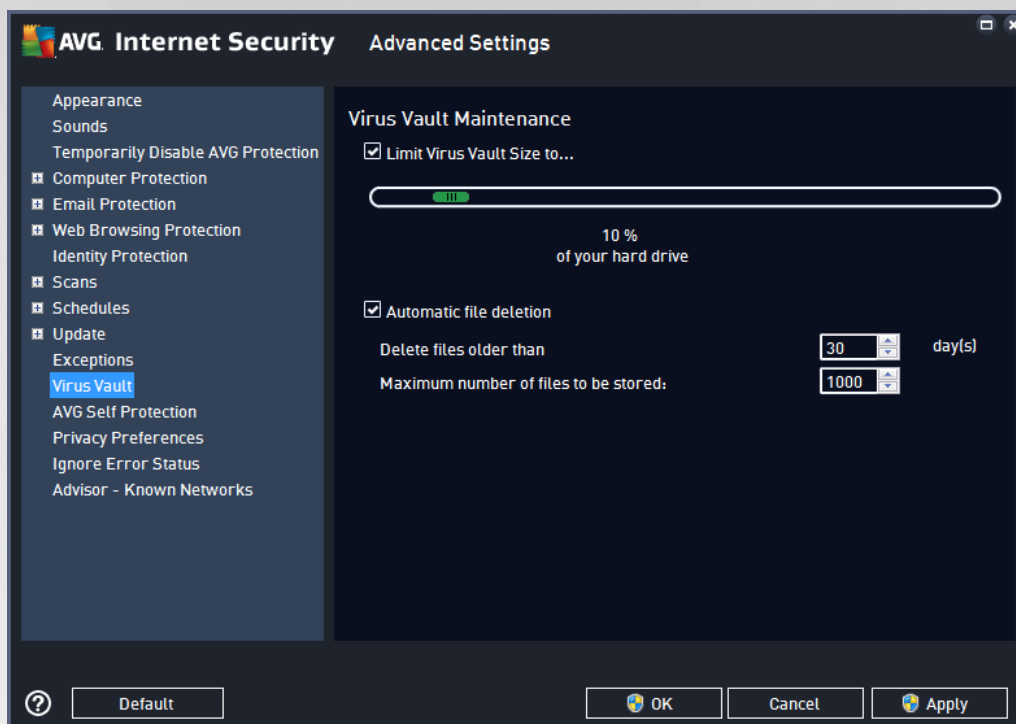 AVG. Internet Security Advanced Settings
Appearance
Sounds
Temporarily Disable AVG Protection
Computer Protection
Email Protection
Web Browsing Protection
Identity Protection
Scans
Schedules
Update
Exceptions
Virus Vault
AVG Self Protection
Privacy Preferences
Ignore Error Status
Advisor - Known Networks
Virus Vault Maintenance
Limit Virus Vault Size to...
10 %
of your hard drive
Automatic file deletion
Delete files older than 30 day(s)
Maximum number of files to be stored: 1000
? Default OK Cancel Apply